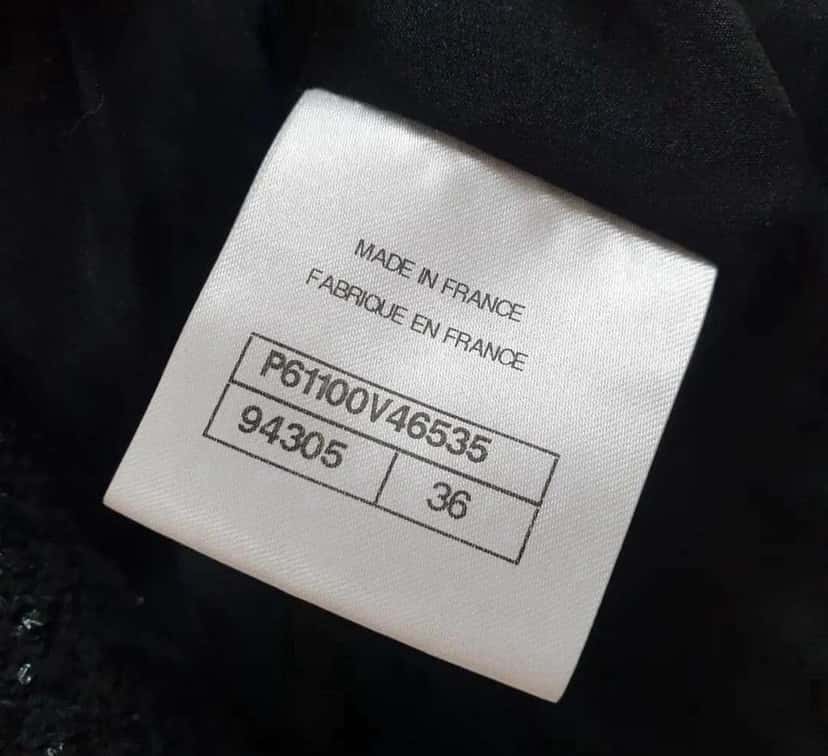 MADE IN FRANCE
FABRIQUE EN FRANCE
P61100V46535
94305 36